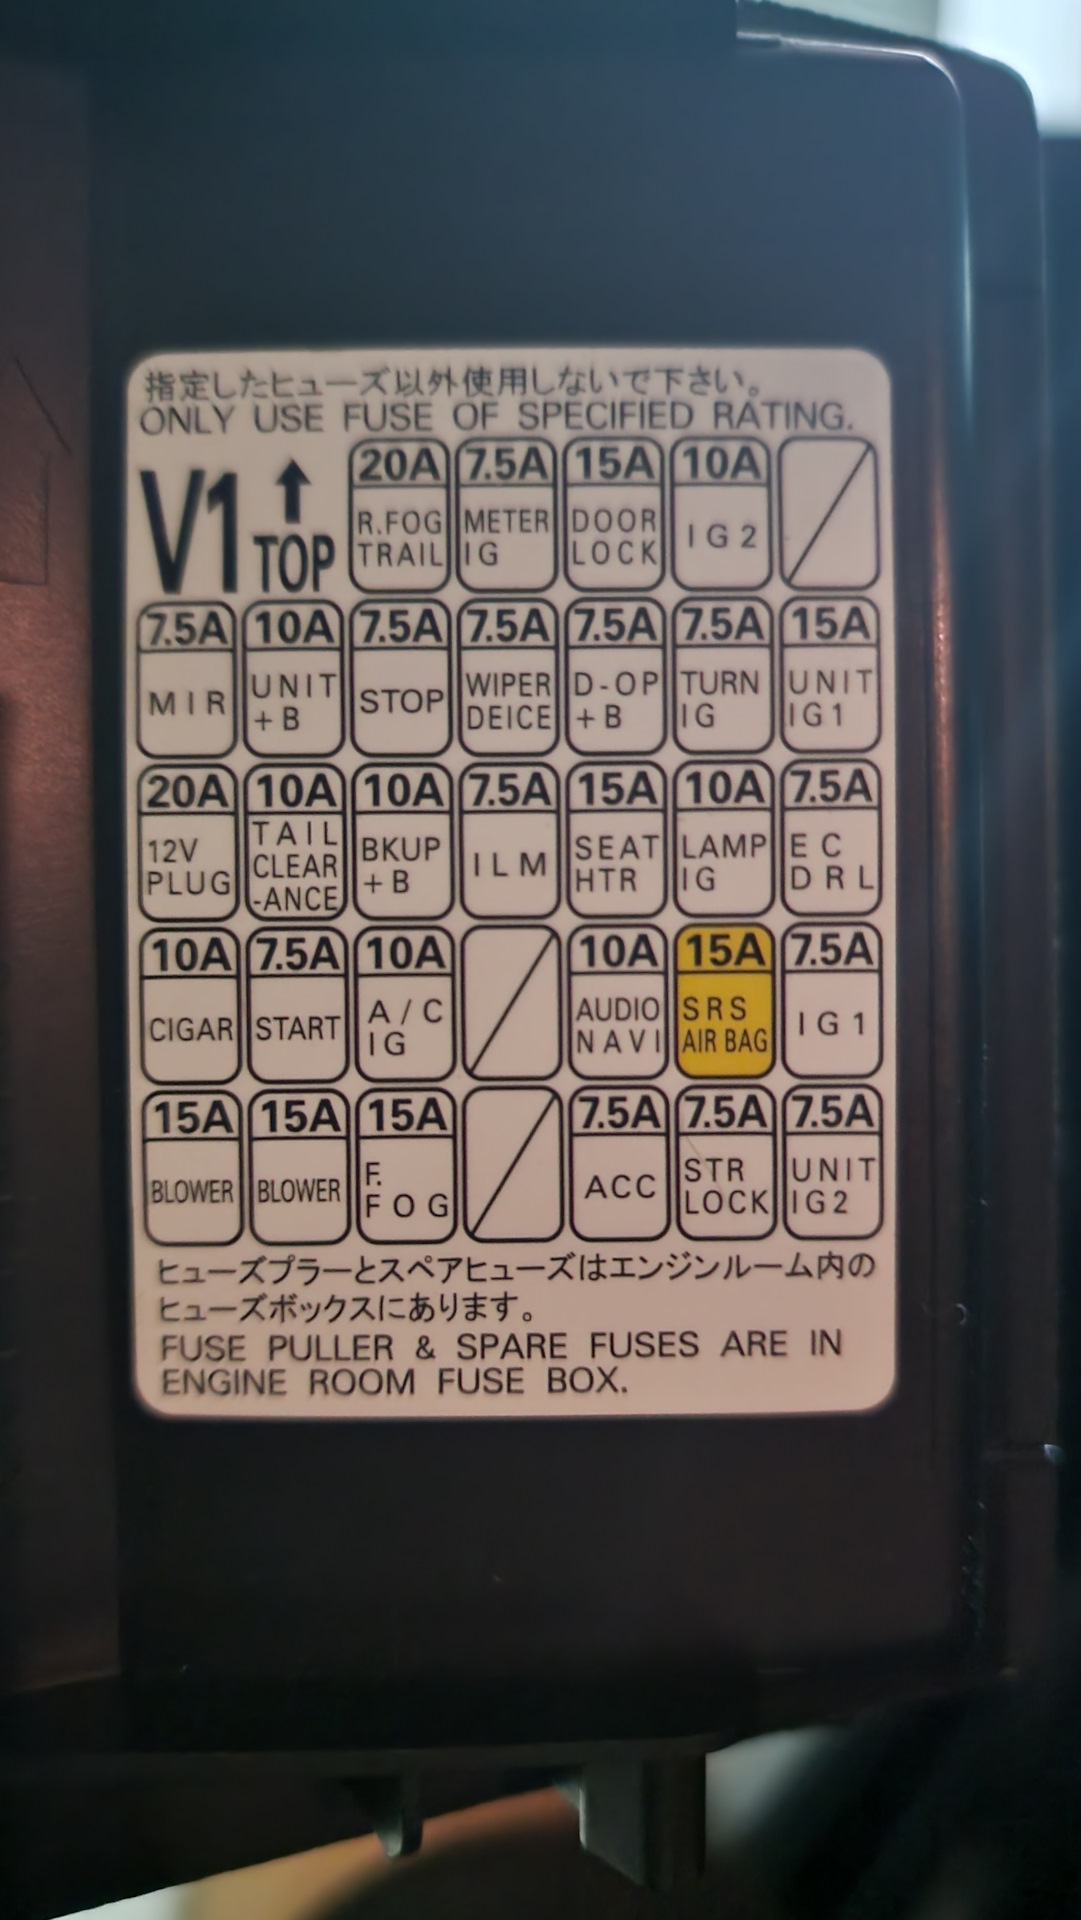 指定したヒューズ以外使用しないで下さい。
ONLY USE FUSE OF SPECIFIED RATING.
V1 ↑ TOP
20A 7.5A 15A 10A
R.FOG METER DOOR IG2
TRAIL IG LOCK
7.5A 10A 7.5A 7.5A 7.5A 7.5A 15A
MIR UNIT STOP WIPER D-OP TURN UNIT
+B DEICE +B IG IG1
20A 10A 10A 7.5A 15A 10A 7.5A
12V TAIL BKUP ILM SEAT LAMP EC
PLUG CLEAR +B HTR IG DRL
-ANCE
10A 7.5A 10A 10A 15A 7.5A
CIGAR START A/C AUDIO SRS IG1
IG NAVI AIR BAG
15A 15A 15A 7.5A 7.5A 7.5A
BLOWER BLOWER F. ACC STR UNIT
FOG LOCK IG2
ヒューズプラーとスペアヒューズはエンジンルーム内の
ヒューズボックスにあります。
FUSE PULLER & SPARE FUSES ARE IN
ENGINE ROOM FUSE BOX.